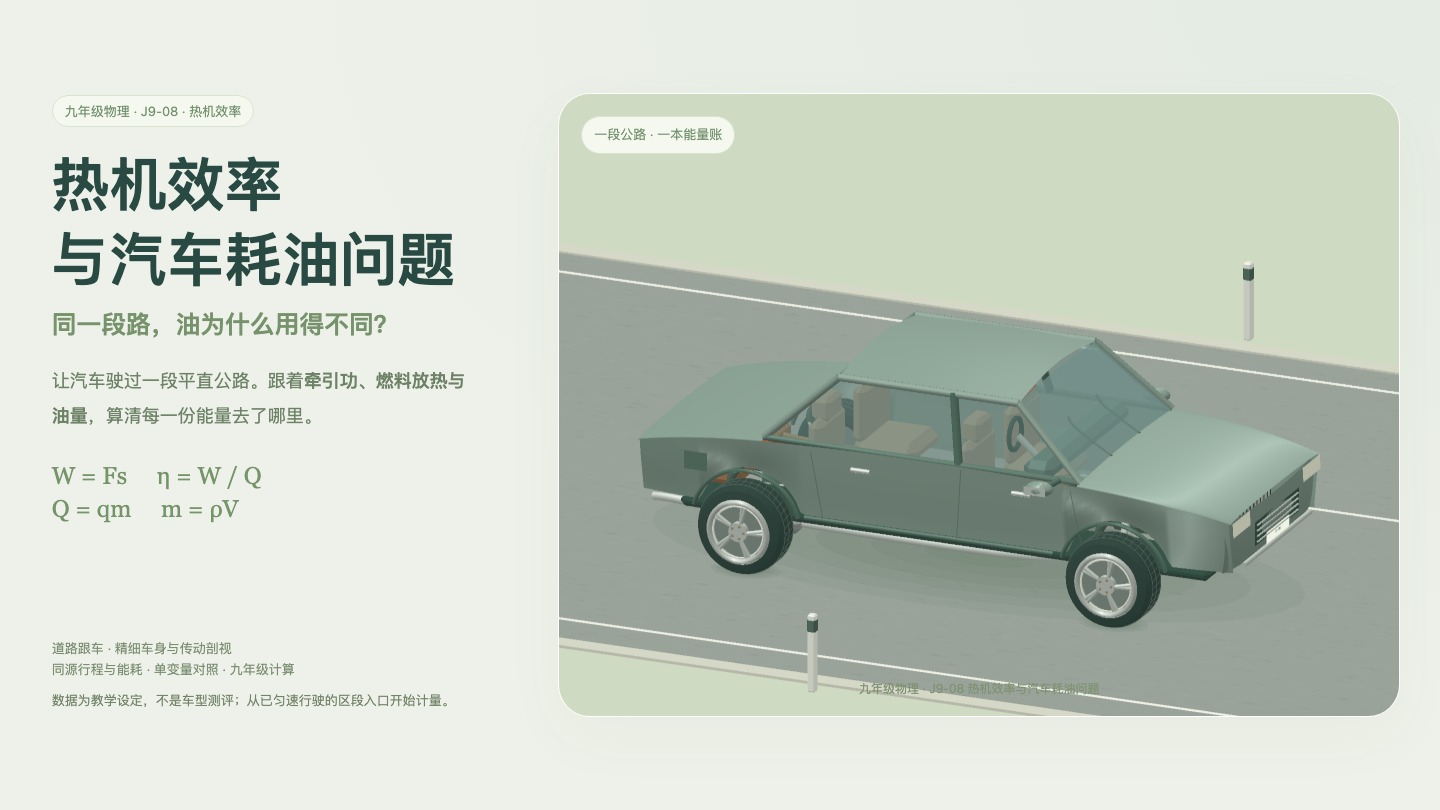 九年级物理 · J9-08 · 热机效率
热机效率
与汽车耗油问题
同一段路，油为什么用得不同?
让汽车驶过一段平直公路。跟着牵引功、燃料放热与
油量，算清每一份能量去了哪里。
W = Fs η = W / Q
Q = qm m = ρV
道路跟车 · 精细车身与传动剖视
同源行程与能耗 · 单变量对照 · 九年级计算
数据为教学设定，不是车型测评；从已匀速行驶的区段入口开始计量。
一段公路 · 一本能量账
九年级物理 · J9-08 热机效率与汽车耗油问题